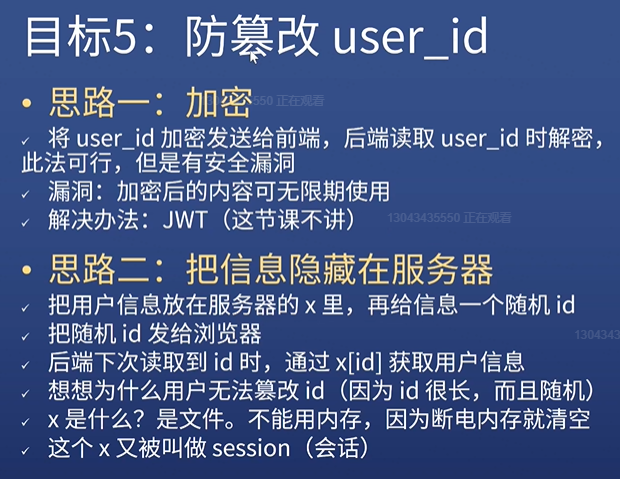 目标5：防篡改 user_id
• 思路一：加密
✓ 将 user_id 加密发送给前端，后端读取 user_id 时解密，
此法可行，但是有安全漏洞
✓ 漏洞：加密后的内容可无限期使用
✓ 解决办法：JWT（这节课不讲）
13043435550 正在观看
• 思路二：把信息隐藏在服务器
✓ 把用户信息放在服务器的 x 里，再给信息一个随机 id
✓ 把随机 id 发给浏览器
✓ 后端下次读取到 id 时，通过 x[id] 获取用户信息
✓ 想想为什么用户无法篡改 id（因为 id 很长，而且随机）
✓ x 是什么？是文件。不能用内存，因为断电内存就清空
✓ 这个 x 又被叫做 session（会话）